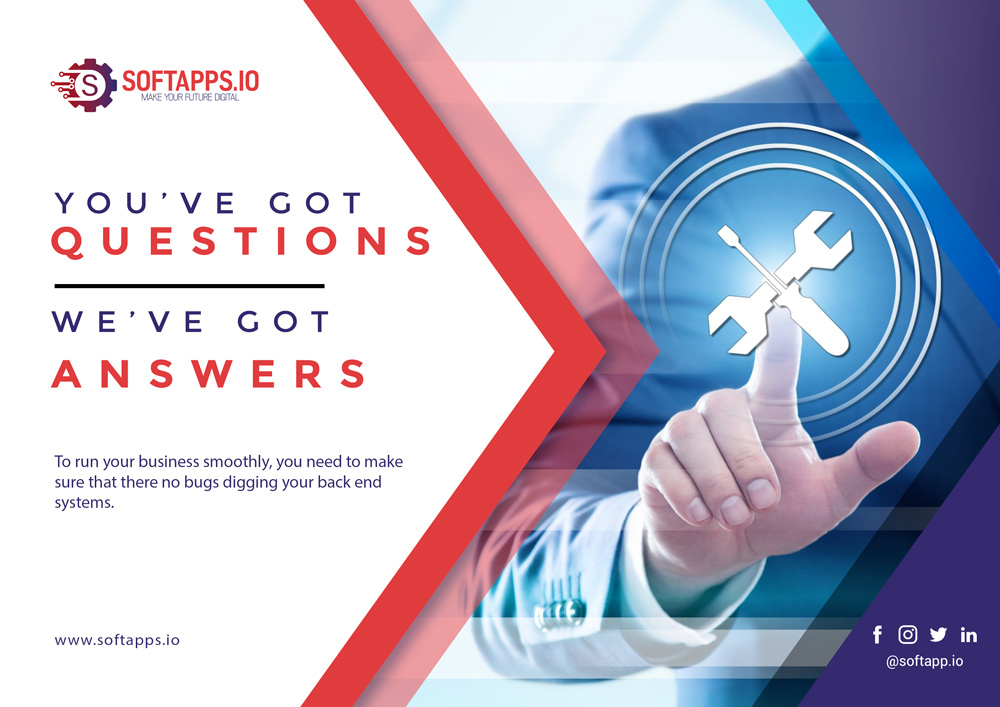 S
SOFTAPPS.IO
MAKE YOUR FUTURE DIGITAL
YOU'VE GOT
QUESTIONS
WE'VE GOT
ANSWERS
To run your business smoothly, you need to make
sure that there no bugs digging your back end
systems.
www.softapps.io
@softapp.io